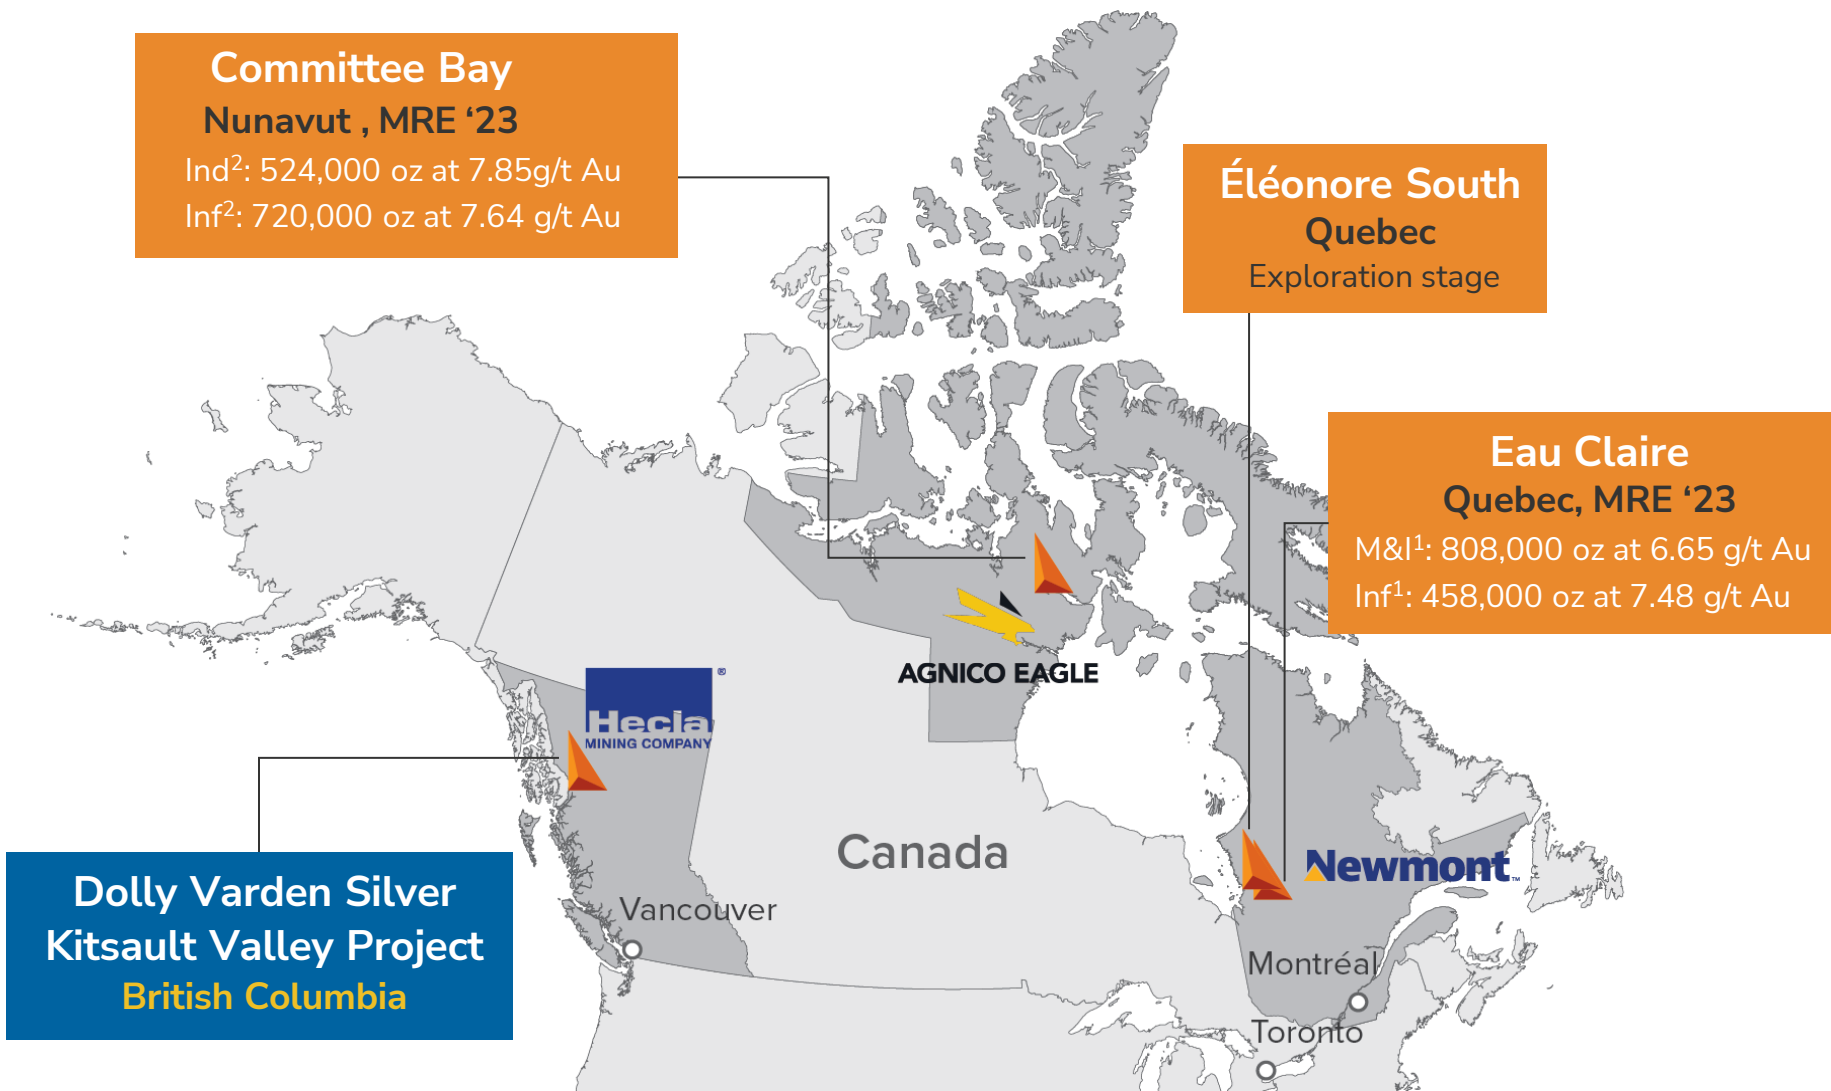 Committee Bay
Nunavut , MRE ‘23
Ind²: 524,000 oz at 7.85g/t Au
Inf²: 720,000 oz at 7.64 g/t Au
Éléonore South
Quebec
Exploration stage
Eau Claire
Quebec, MRE ‘23
M&I¹: 808,000 oz at 6.65 g/t Au
Inf¹: 458,000 oz at 7.48 g/t Au
AGNICO EAGLE
Hecla ®
MINING COMPANY
Canada
Newmont™
Dolly Varden Silver
Kitsault Valley Project
British Columbia
Vancouver
Montréal
Toronto